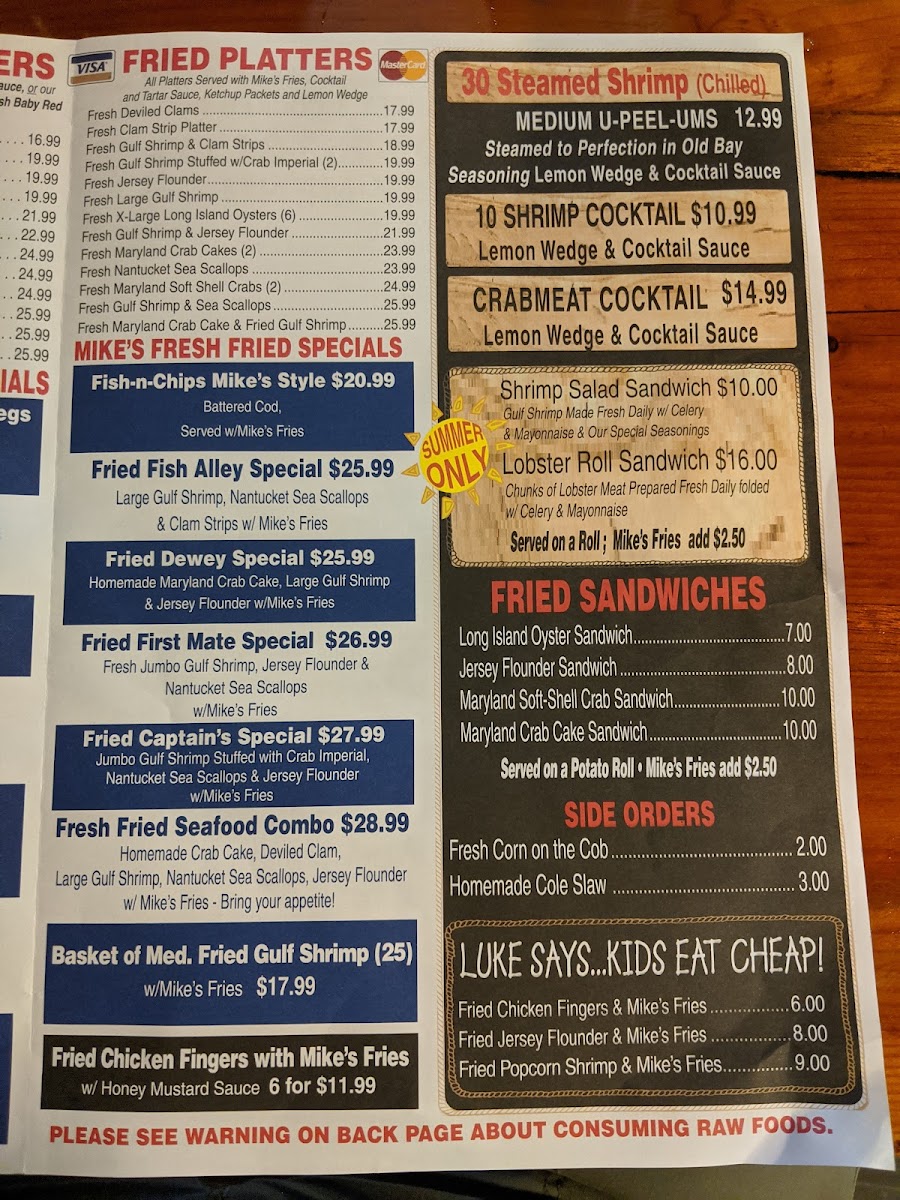 ERS
auce, or our
sh Baby Red
....16.99
....19.99
....19.99
....19.99
...21.99
...22.99
...24.99
...24.99
...24.99
...25.99
...25.99
...25.99
IALS
egs
VISA
FRIED PLATTERS
MasterCard
All Platters Served with Mike's Fries, Cocktail
and Tartar Sauce, Ketchup Packets and Lemon Wedge
Fresh Deviled Clams ...17.99
Fresh Clam Strip Platter ...17.99
Fresh Gulf Shrimp & Clam Strips ...18.99
Fresh Gulf Shrimp Stuffed w/Crab Imperial (2)...19.99
Fresh Jersey Flounder...19.99
Fresh Large Gulf Shrimp ...19.99
Fresh X-Large Long Island Oysters (6) ...19.99
Fresh Gulf Shrimp & Jersey Flounder ...21.99
Fresh Maryland Crab Cakes (2) ...23.99
Fresh Nantucket Sea Scallops ...23.99
Fresh Maryland Soft Shell Crabs (2) ...24.99
Fresh Gulf Shrimp & Sea Scallops ...25.99
Fresh Maryland Crab Cake & Fried Gulf Shrimp...25.99
MIKE'S FRESH FRIED SPECIALS
Fish-n-Chips Mike's Style $20.99
Battered Cod,
Served w/Mike's Fries
Fried Fish Alley Special $25.99
Large Gulf Shrimp, Nantucket Sea Scallops
& Clam Strips w/ Mike's Fries
Fried Dewey Special $25.99
Homemade Maryland Crab Cake, Large Gulf Shrimp
& Jersey Flounder w/Mike's Fries
Fried First Mate Special $26.99
Fresh Jumbo Gulf Shrimp, Jersey Flounder &
Nantucket Sea Scallops
w/Mike's Fries
Fried Captain's Special $27.99
Jumbo Gulf Shrimp Stuffed with Crab Imperial,
Nantucket Sea Scallops & Jersey Flounder
w/Mike's Fries
Fresh Fried Seafood Combo $28.99
Homemade Crab Cake, Deviled Clam,
Large Gulf Shrimp, Nantucket Sea Scallops, Jersey Flounder
w/ Mike's Fries - Bring your appetite!
Basket of Med. Fried Gulf Shrimp (25)
w/Mike's Fries $17.99
Fried Chicken Fingers with Mike's Fries
w/ Honey Mustard Sauce 6 for $11.99
30 Steamed Shrimp (Chilled)
MEDIUM U-PEEL-UMS 12.99
Steamed to Perfection in Old Bay
Seasoning Lemon Wedge & Cocktail Sauce
10 SHRIMP COCKTAIL $10.99
Lemon Wedge & Cocktail Sauce
CRABMEAT COCKTAIL $14.99
Lemon Wedge & Cocktail Sauce
SUMMER
ONLY
Shrimp Salad Sandwich $10.00
Gulf Shrimp Made Fresh Daily w/ Celery
& Mayonnaise & Our Special Seasonings
Lobster Roll Sandwich $16.00
Chunks of Lobster Meat Prepared Fresh Daily folded
w/ Celery & Mayonnaise
Served on a Roll ; Mike's Fries add $2.50
FRIED SANDWICHES
Long Island Oyster Sandwich...7.00
Jersey Flounder Sandwich ...8.00
Maryland Soft-Shell Crab Sandwich...10.00
Maryland Crab Cake Sandwich...10.00
Served on a Potato Roll • Mike's Fries add $2.50
SIDE ORDERS
Fresh Corn on the Cob ... 2.00
Homemade Cole Slaw ... 3.00
LUKE SAYS...KIDS EAT CHEAP!
Fried Chicken Fingers & Mike's Fries ...6.00
Fried Jersey Flounder & Mike's Fries ...8.00
Fried Popcorn Shrimp & Mike's Fries...9.00
PLEASE SEE WARNING ON BACK PAGE ABOUT CONSUMING RAW FOODS.